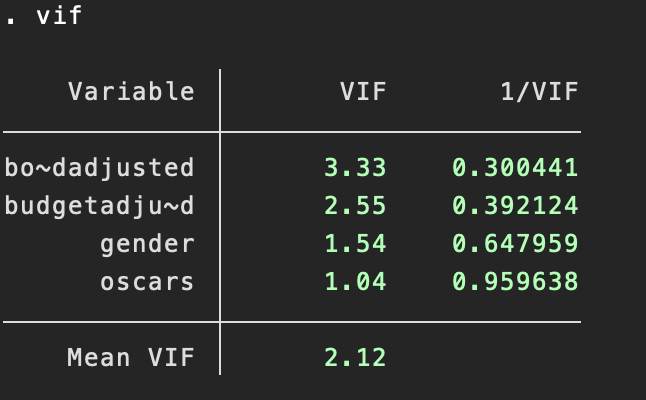 . vif
Variable VIF 1/VIF
bo~dadjusted 3.33 0.300441
budgetadju~d 2.55 0.392124
gender 1.54 0.647959
oscars 1.04 0.959638
Mean VIF 2.12